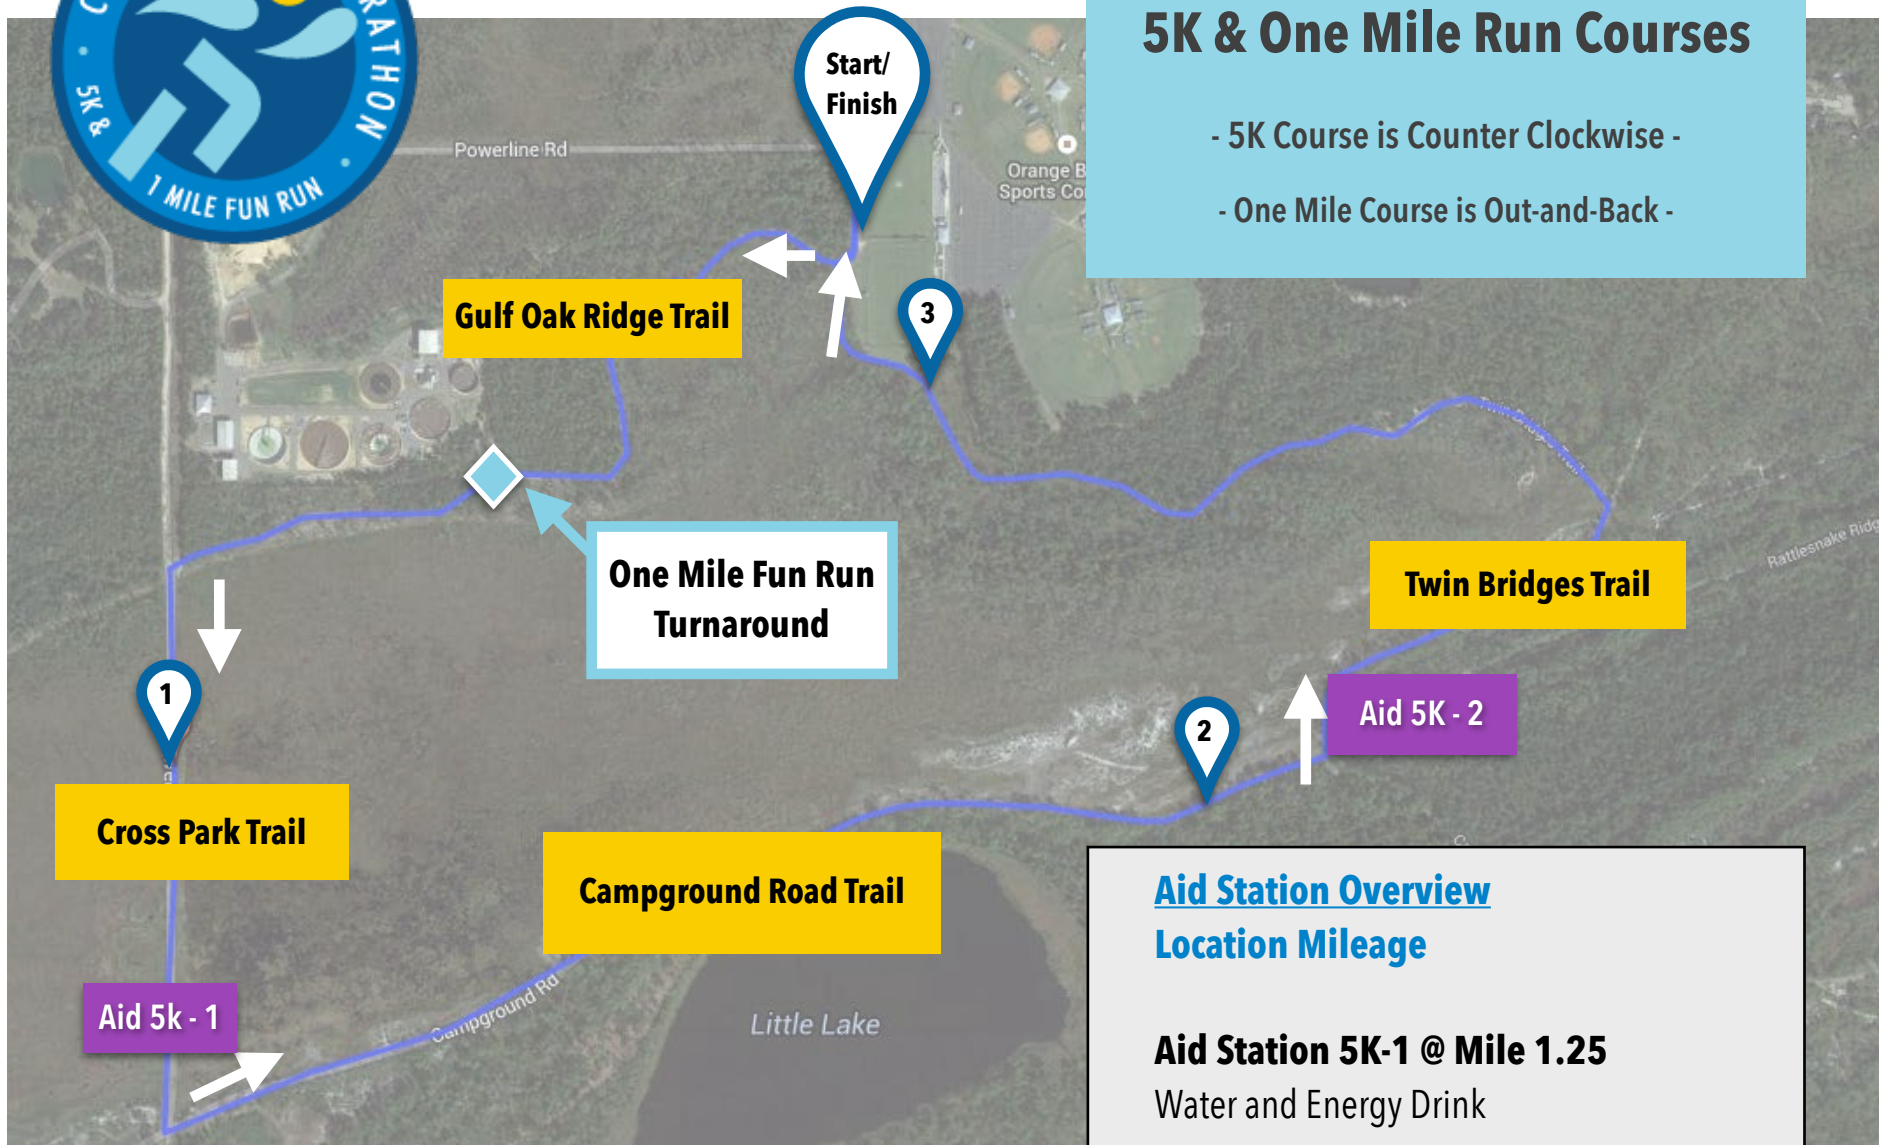 5K & One Mile Run Courses
- 5K Course is Counter Clockwise -
- One Mile Course is Out-and-Back -
RATHON
5K &
1 MILE FUN RUN
Start/
Finish
Powerline Rd
Orange B
Sports Co
Gulf Oak Ridge Trail
3
Twin Bridges Trail
Rattlesnake Ridg
One Mile Fun Run
Turnaround
Twin Bridges Trail
1
2
Aid 5K - 2
Cross Park Trail
Campground Road Trail
Aid 5k - 1
Campground Rd
Little Lake
Aid Station Overview
Location Mileage
Aid Station 5K-1 @ Mile 1.25
Water and Energy Drink